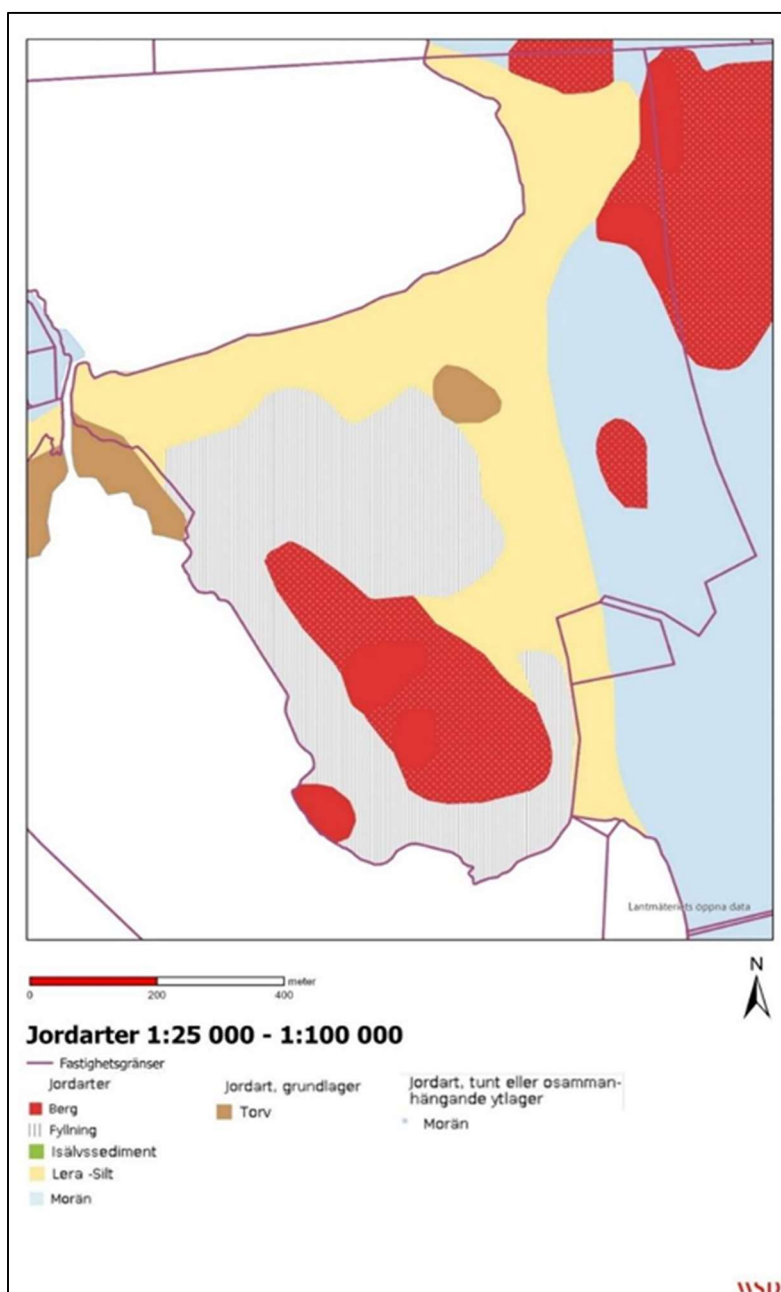 Lantmäteriets öppna data
N
meter
0 200 400
Jordarter 1:25 000 - 1:100 000
Fastighetsgränser
Jordarter
Berg
Fyllning
Isälvssediment
Lera -Silt
Morän
Jordart, grundlager
Torv
Jordart, tunt eller osamman-
hängande ytlager
Morän